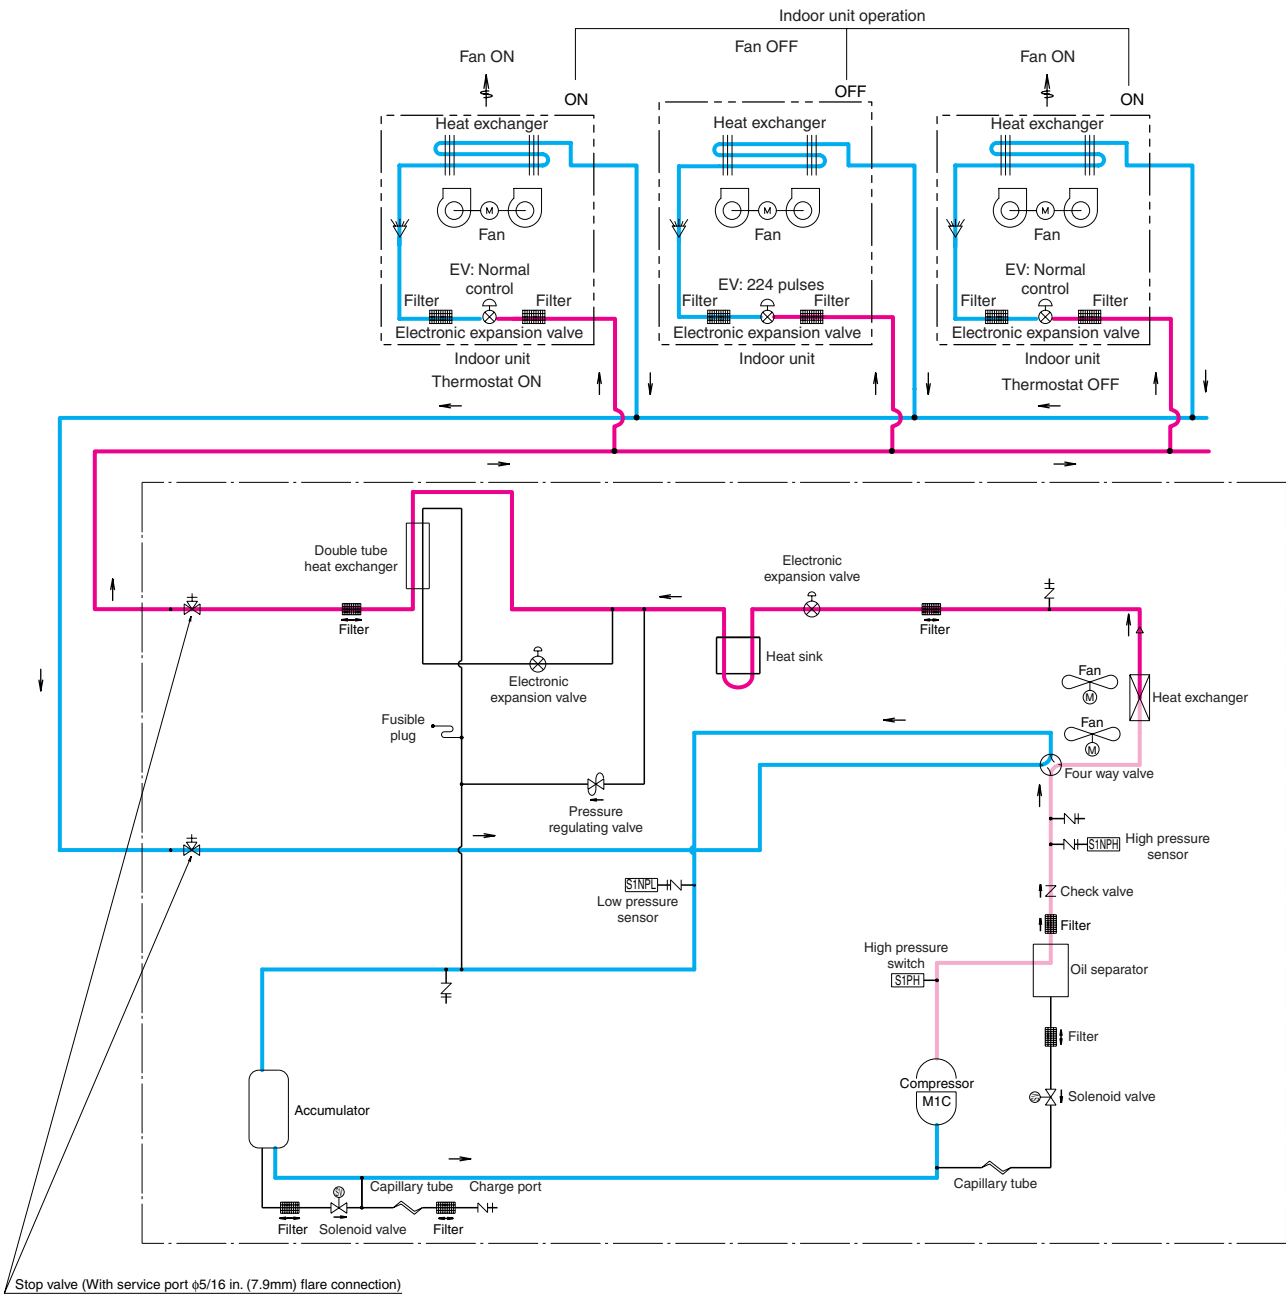 Indoor unit operation
Fan ON
Fan OFF
Fan ON
ON
OFF
ON
Heat exchanger
Heat exchanger
Heat exchanger
M
M
M
Fan
Fan
Fan
EV: Normal
control
EV: 224 pulses
EV: Normal
control
Filter
Filter
Filter
Filter
Filter
Filter
Electronic expansion valve
Electronic expansion valve
Electronic expansion valve
Indoor unit
Indoor unit
Indoor unit
Thermostat ON
Thermostat OFF
Double tube
heat exchanger
Electronic
expansion valve
Filter
Filter
Heat sink
Electronic
expansion valve
Fan
M
Heat exchanger
Fusible
plug
Fan
M
Four way valve
Pressure
regulating valve
S1NPH
High pressure
sensor
S1NPL
Low pressure
sensor
Check valve
Filter
High pressure
switch
S1PH
Oil separator
Filter
Compressor
M1C
Solenoid valve
Accumulator
Capillary tube
Capillary tube
Charge port
SV
Filter
Solenoid valve
Filter
Stop valve (With service port ϕ5/16 in. (7.9mm) flare connection)